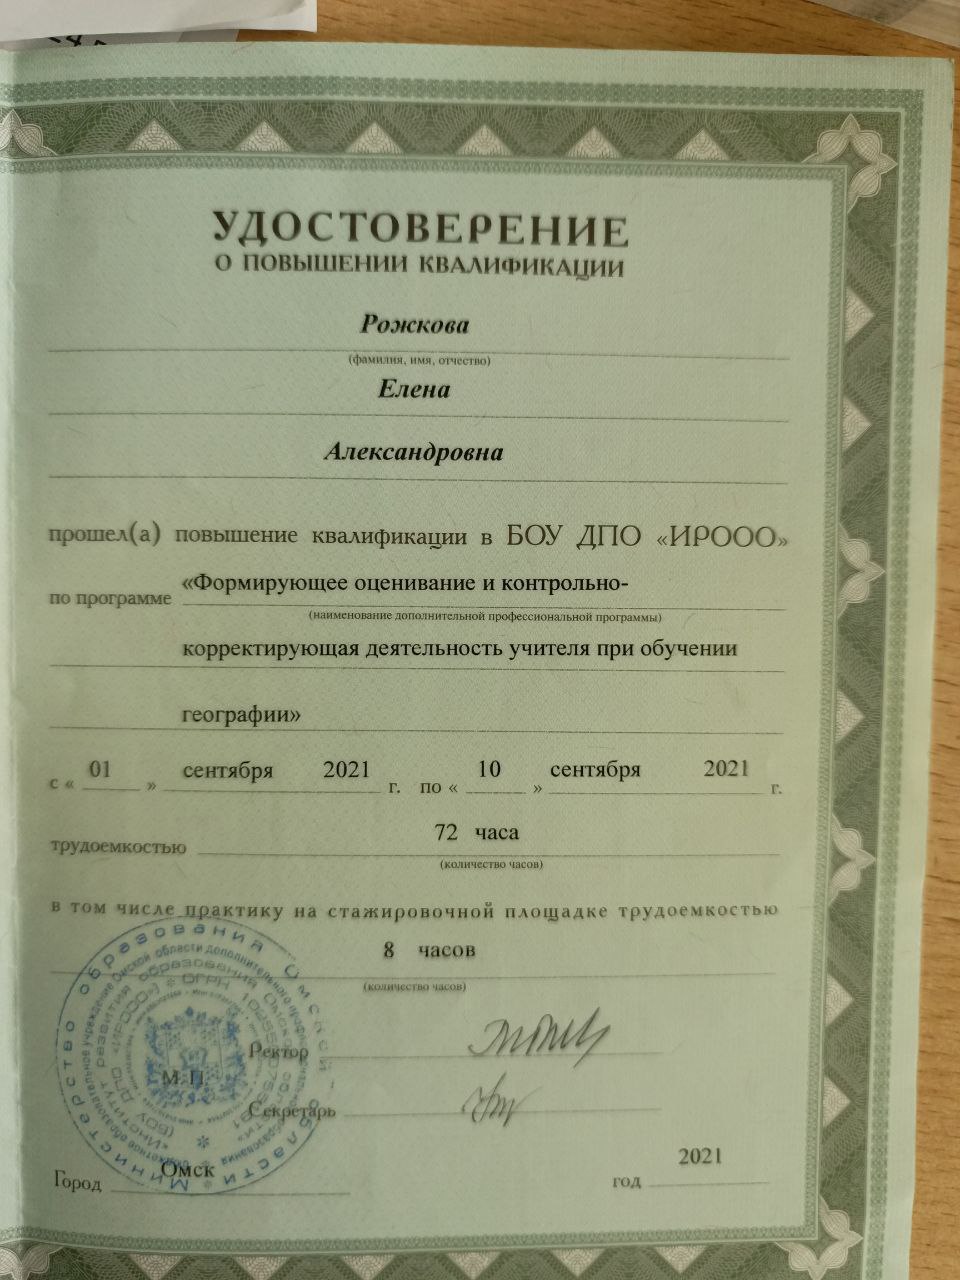 УДОСТОВЕРЕНИЕ
О ПОВЫШЕНИИ КВАЛИФИКАЦИИ
Рожкова
(фамилия, имя, отчество)
Елена
Александровна
прошел(а) повышение квалификации в БОУ ДПО «ИРООО»
по программе «Формирующее оценивание и контрольно-
(наименование дополнительной профессиональной программы)
корректирующая деятельность учителя при обучении
географии»
с « 01 » сентября 2021 г. по « 10 » сентября 2021 г.
трудоемкостью 72 часа
(количество часов)
в том числе практику на стажировочной площадке трудоемкостью
8 часов
(количество часов)
Министерство образования Омской области
Ректор
М.П.
Секретарь
Город Омск
год 2021